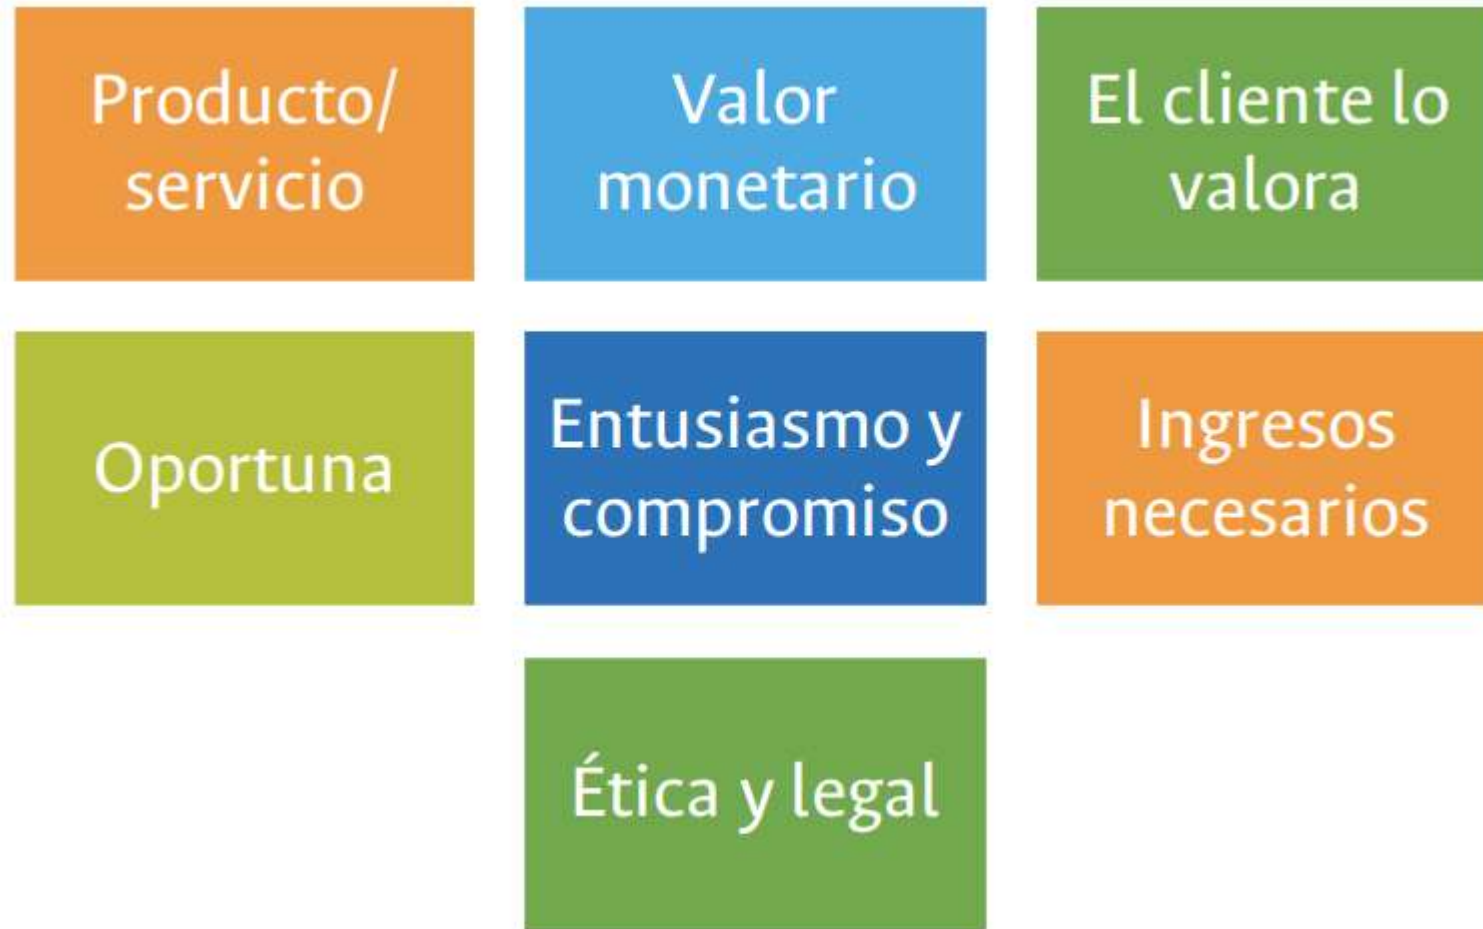 Producto/
servicio
Valor
monetario
El cliente lo
valora
Oportuna
Entusiasmo y
compromiso
Ingresos
necesarios
Ética y legal